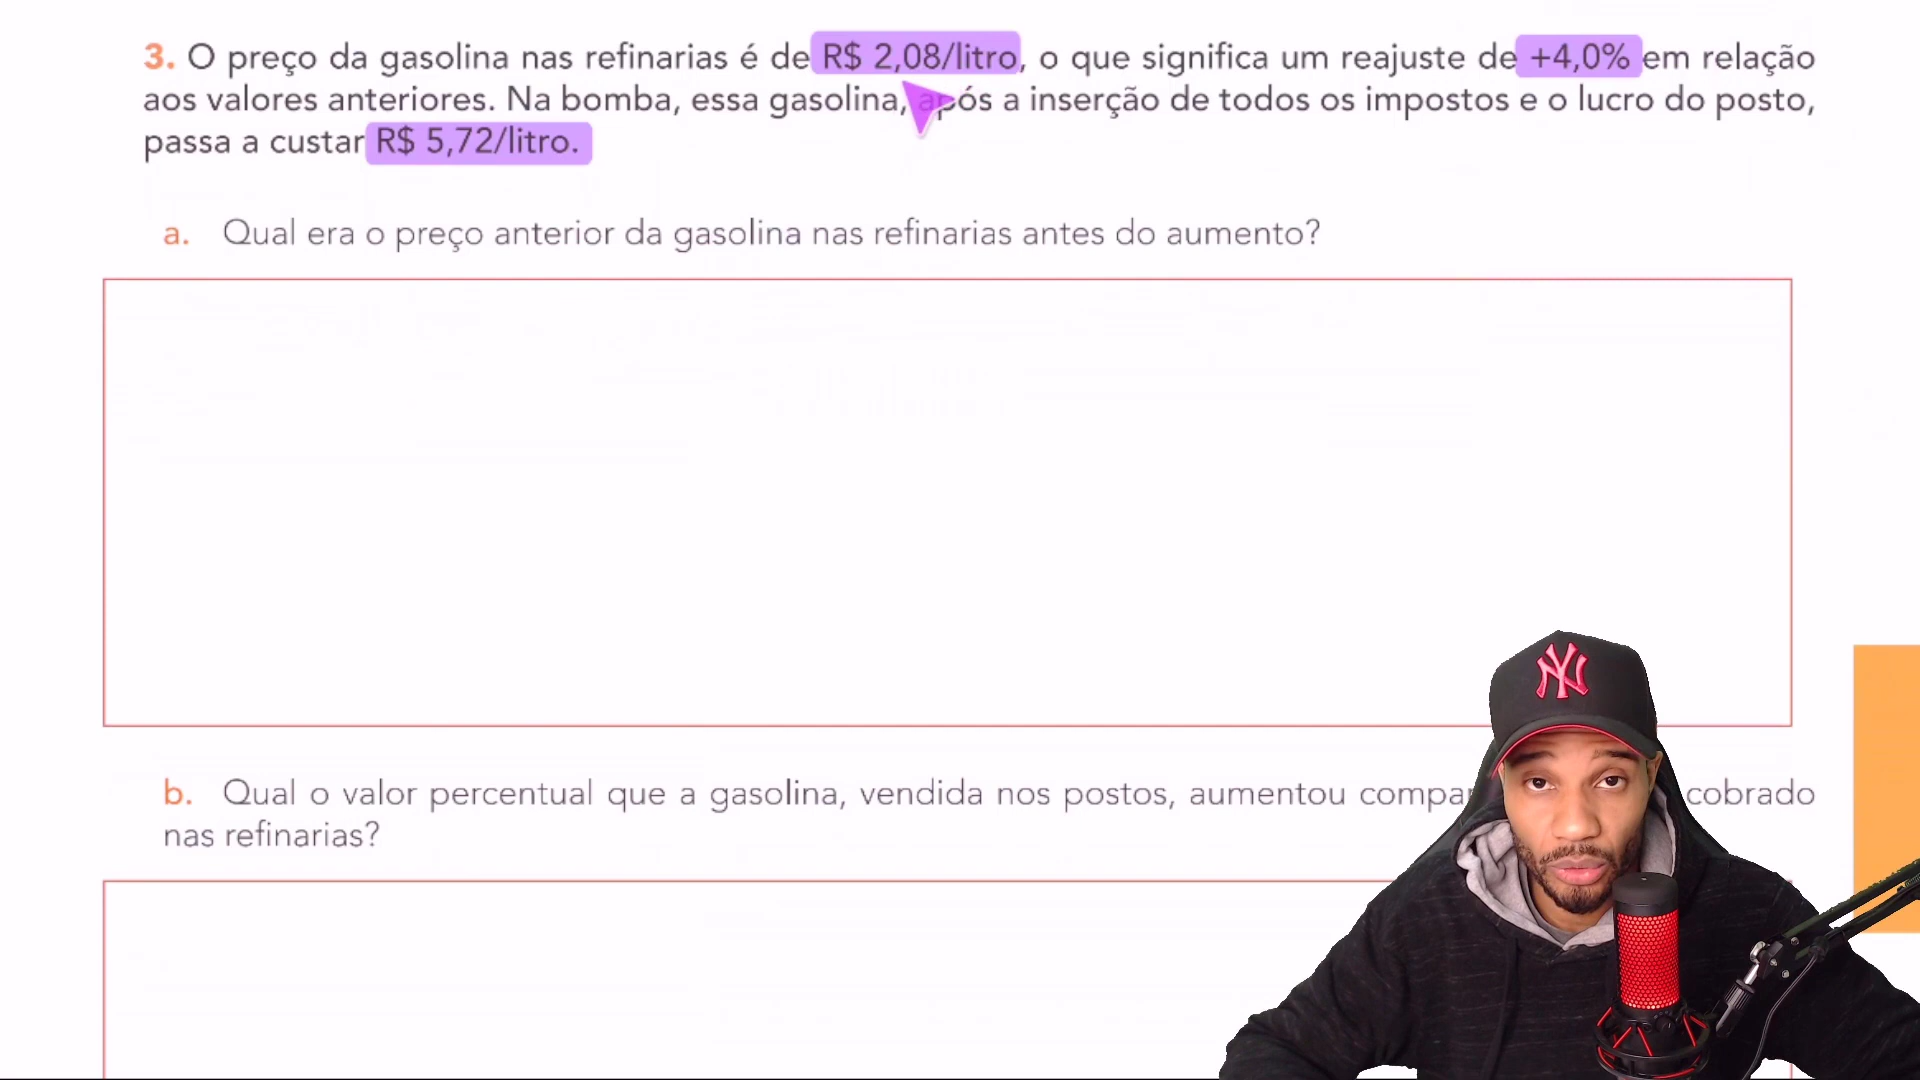 3. O preço da gasolina nas refinarias é de R$ 2,08/litro, o que significa um reajuste de +4,0% em relação
aos valores anteriores. Na bomba, essa gasolina, após a inserção de todos os impostos e o lucro do posto,
passa a custar R$ 5,72/litro.
a. Qual era o preço anterior da gasolina nas refinarias antes do aumento?
b. Qual o valor percentual que a gasolina, vendida nos postos, aumentou cobrado
nas refinarias?
NY